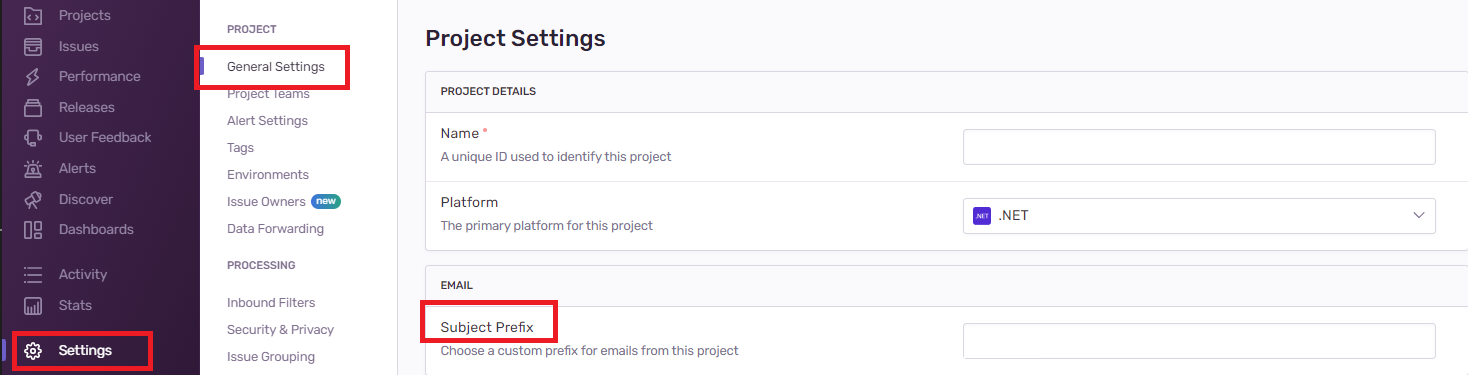 Projects
Issues
Performance
Releases
User Feedback
Alerts
Discover
Dashboards
Activity
Stats
Settings
PROJECT
General Settings
Project Teams
Alert Settings
Tags
Environments
Issue Owners new
Data Forwarding
PROCESSING
Inbound Filters
Security & Privacy
Issue Grouping
Project Settings
PROJECT DETAILS
Name *
A unique ID used to identify this project
Platform
The primary platform for this project
.NET .NET
EMAIL
Subject Prefix
Choose a custom prefix for emails from this project